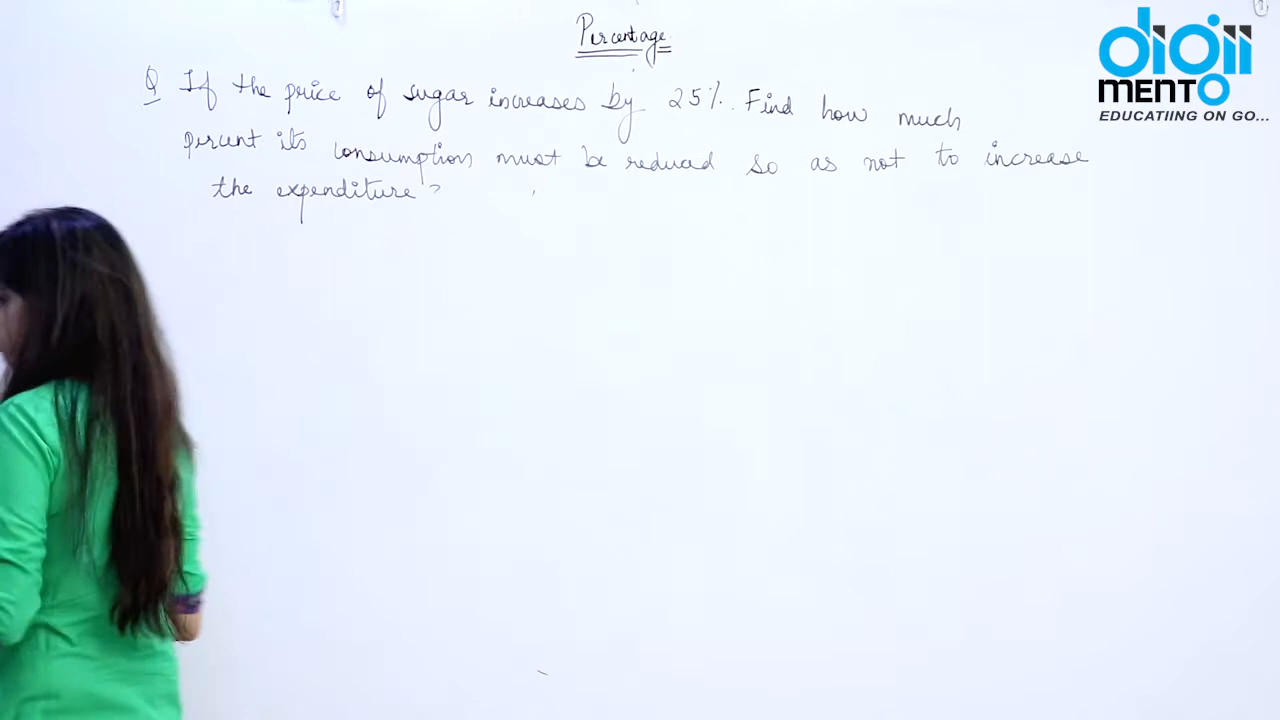 Percentage
Q If the price of sugar increases by 25%. Find how much
percent its consumption must be reduced so as not to increase
the expenditure?
digii
MENTO
EDUCATIING ON GO...